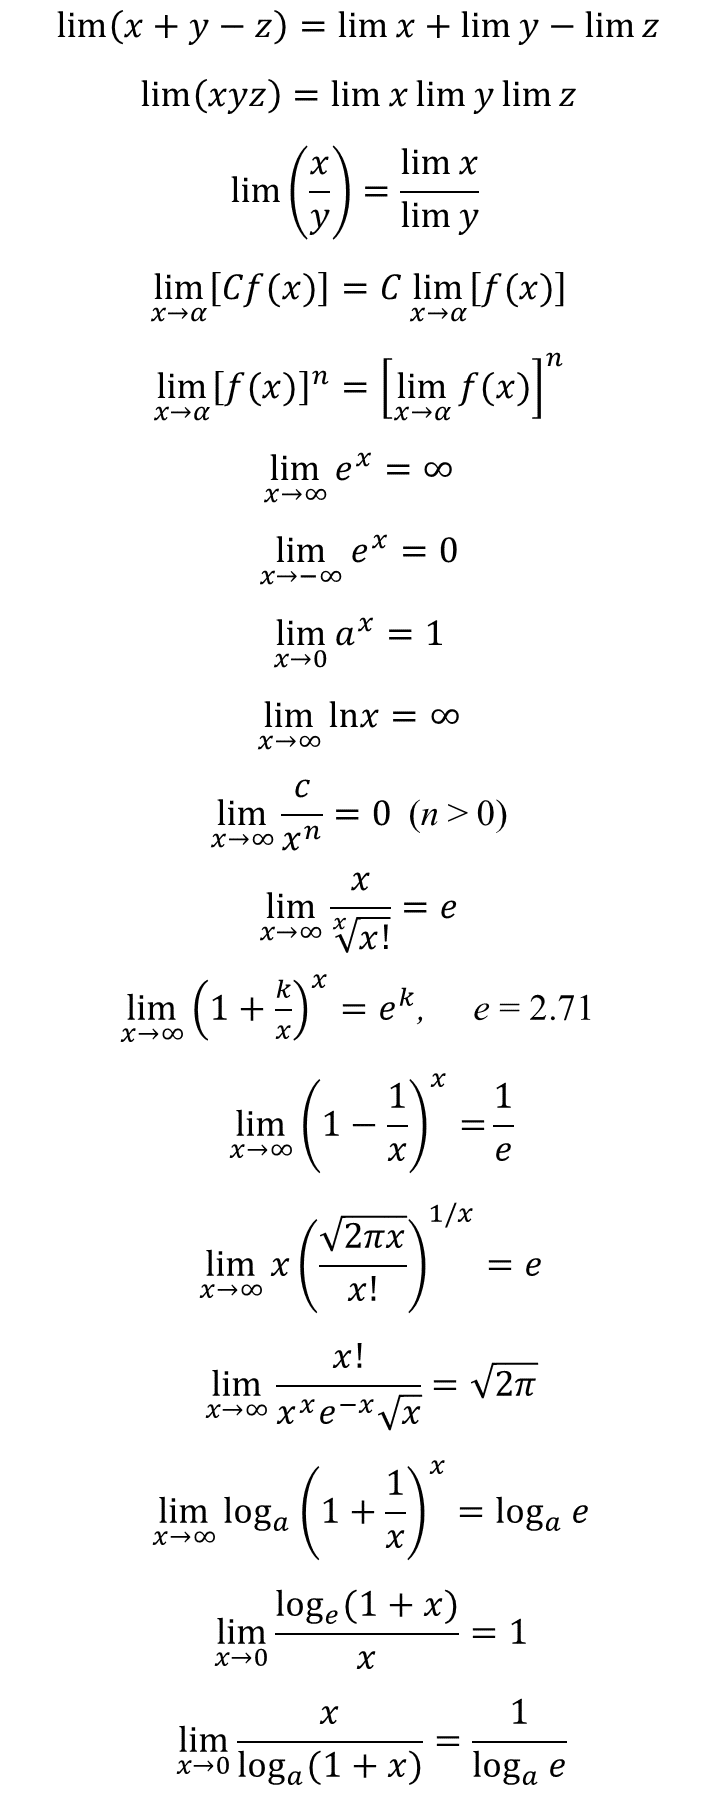 lim(x + y − z) = lim x + lim y − lim z
lim(xyz) = lim x lim y lim z
lim (x/y) = lim x / lim y
lim_{x→α} [Cf(x)] = C lim_{x→α} [f(x)]
lim_{x→α} [f(x)]^n = [lim_{x→α} f(x)]^n
lim_{x→∞} e^x = ∞
lim_{x→−∞} e^x = 0
lim_{x→0} a^x = 1
lim_{x→∞} lnx = ∞
lim_{x→∞} c/x^n = 0 (n > 0)
lim_{x→∞} x/ˣ√x! = e
lim_{x→∞} (1 + k/x)^x = e^k, e = 2.71
lim_{x→∞} (1 − 1/x)^x = 1/e
lim_{x→∞} x (√(2πx)/x!)^{1/x} = e
lim_{x→∞} x!/(x^x e^{−x} √x) = √(2π)
lim_{x→∞} log_a (1 + 1/x)^x = log_a e
lim_{x→0} log_e(1 + x)/x = 1
lim_{x→0} x/log_a(1 + x) = 1/log_a e